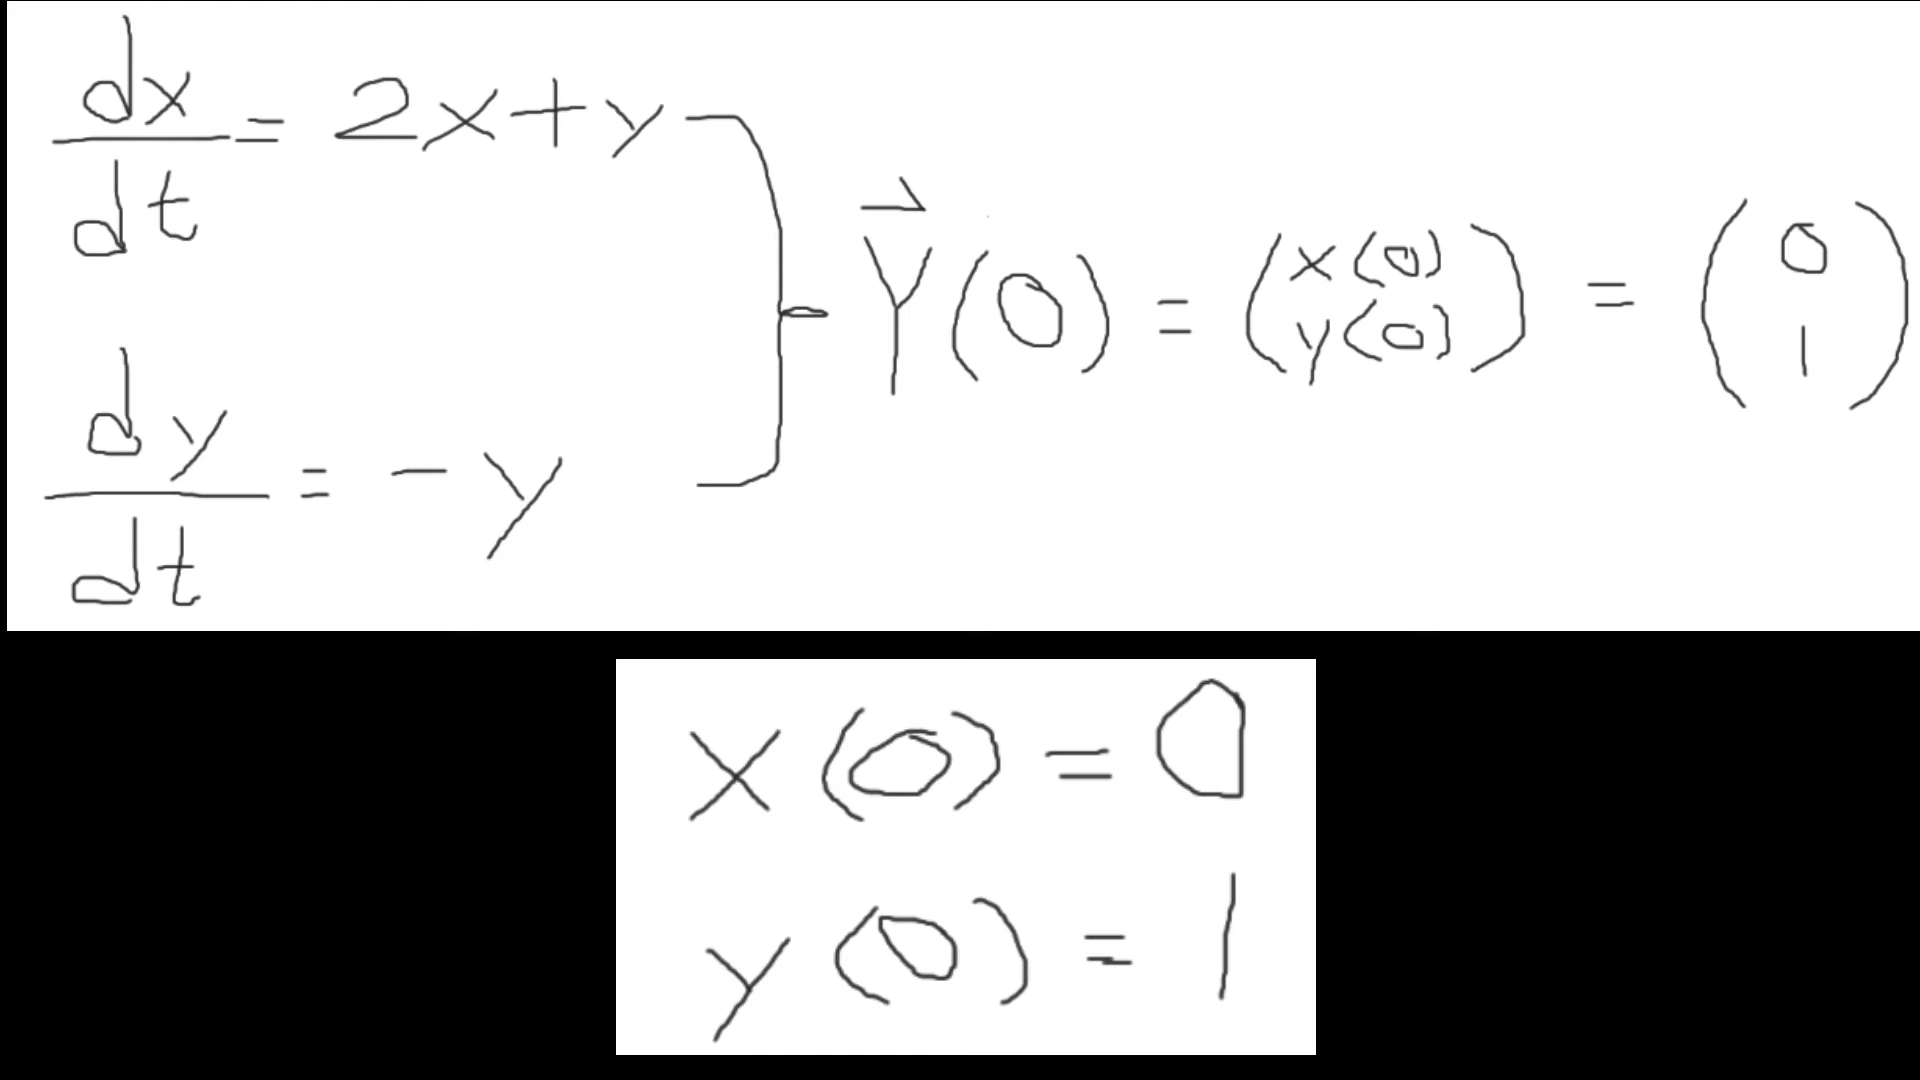 dx/dt = 2x+y
dy/dt = -y
Y⃗(0) = (x(0) y(0)) = (0 1)
x(0) = 0
y(0) = 1